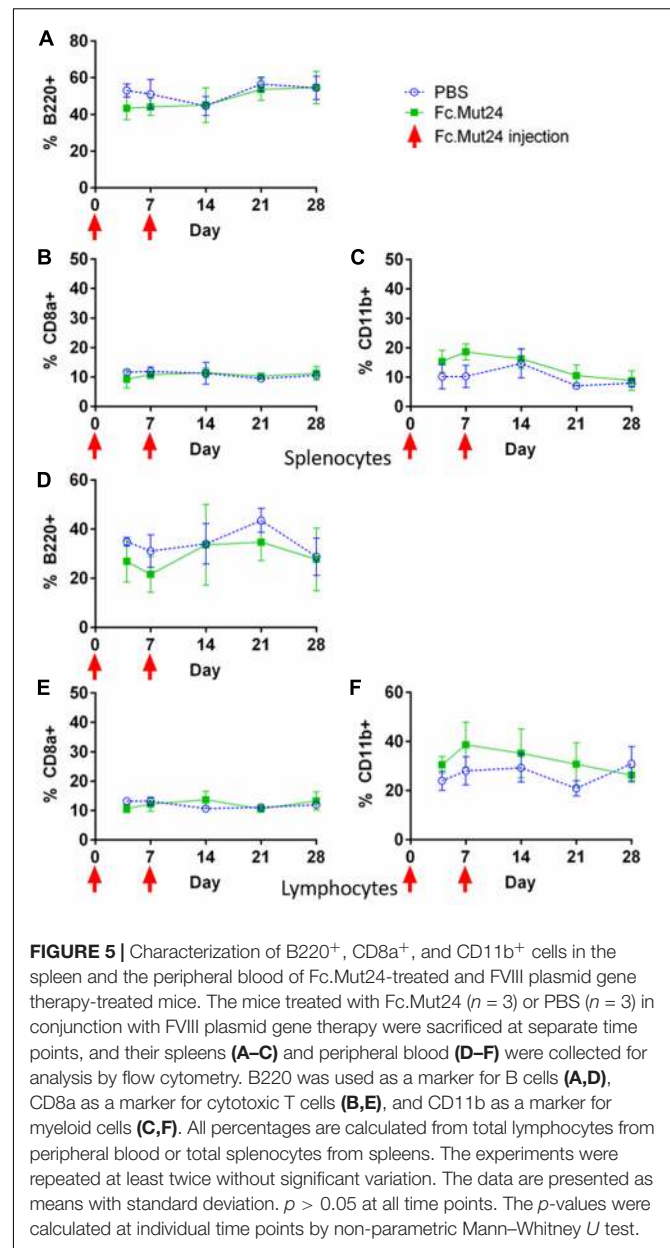 A
% B220+
80
60
40
20
0
0 7 14 21 28
Day
PBS
Fc.Mut24
Fc.Mut24 injection
B
% CD8a+
50
40
30
20
10
0
0 7 14 21 28
Day
C
% CD11b+
50
40
30
20
10
0
0 7 14 21 28
Day
Splenocytes
D
% B220+
60
40
20
0
0 7 14 21 28
Day
E
% CD8a+
50
40
30
20
10
0
0 7 14 21 28
Day
F
% CD11b+
60
40
20
0
0 7 14 21 28
Day
Lymphocytes
FIGURE 5 | Characterization of B220+, CD8a+, and CD11b+ cells in the
spleen and the peripheral blood of Fc.Mut24-treated and FVIII plasmid gene
therapy-treated mice. The mice treated with Fc.Mut24 (n = 3) or PBS (n = 3) in
conjunction with FVIII plasmid gene therapy were sacrificed at separate time
points, and their spleens (A–C) and peripheral blood (D–F) were collected for
analysis by flow cytometry. B220 was used as a marker for B cells (A,D),
CD8a as a marker for cytotoxic T cells (B,E), and CD11b as a marker for
myeloid cells (C,F). All percentages are calculated from total lymphocytes from
peripheral blood or total splenocytes from spleens. The experiments were
repeated at least twice without significant variation. The data are presented as
means with standard deviation. p > 0.05 at all time points. The p-values were
calculated at individual time points by non-parametric Mann–Whitney U test.